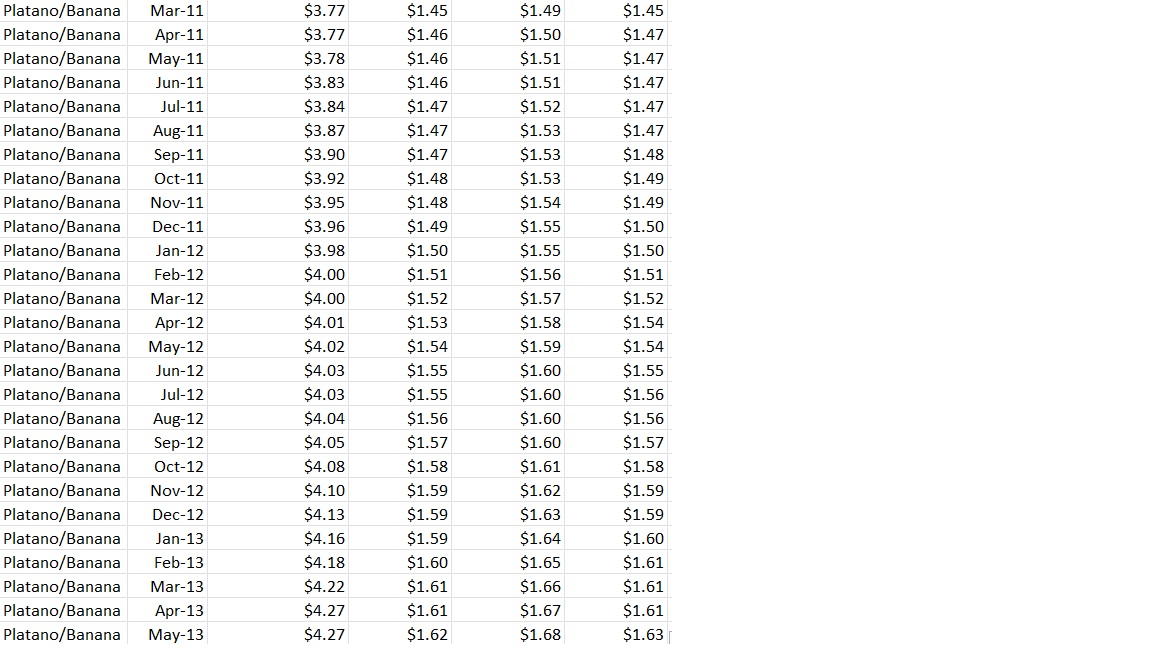 Platano/Banana Mar-11 $3.77 $1.45 $1.49 $1.45
Platano/Banana Apr-11 $3.77 $1.46 $1.50 $1.47
Platano/Banana May-11 $3.78 $1.46 $1.51 $1.47
Platano/Banana Jun-11 $3.83 $1.46 $1.51 $1.47
Platano/Banana Jul-11 $3.84 $1.47 $1.52 $1.47
Platano/Banana Aug-11 $3.87 $1.47 $1.53 $1.47
Platano/Banana Sep-11 $3.90 $1.47 $1.53 $1.48
Platano/Banana Oct-11 $3.92 $1.48 $1.53 $1.49
Platano/Banana Nov-11 $3.95 $1.48 $1.54 $1.49
Platano/Banana Dec-11 $3.96 $1.49 $1.55 $1.50
Platano/Banana Jan-12 $3.98 $1.50 $1.55 $1.50
Platano/Banana Feb-12 $4.00 $1.51 $1.56 $1.51
Platano/Banana Mar-12 $4.00 $1.52 $1.57 $1.52
Platano/Banana Apr-12 $4.01 $1.53 $1.58 $1.54
Platano/Banana May-12 $4.02 $1.54 $1.59 $1.54
Platano/Banana Jun-12 $4.03 $1.55 $1.60 $1.55
Platano/Banana Jul-12 $4.03 $1.55 $1.60 $1.56
Platano/Banana Aug-12 $4.04 $1.56 $1.60 $1.56
Platano/Banana Sep-12 $4.05 $1.57 $1.60 $1.57
Platano/Banana Oct-12 $4.08 $1.58 $1.61 $1.58
Platano/Banana Nov-12 $4.10 $1.59 $1.62 $1.59
Platano/Banana Dec-12 $4.13 $1.59 $1.63 $1.59
Platano/Banana Jan-13 $4.16 $1.59 $1.64 $1.60
Platano/Banana Feb-13 $4.18 $1.60 $1.65 $1.61
Platano/Banana Mar-13 $4.22 $1.61 $1.66 $1.61
Platano/Banana Apr-13 $4.27 $1.61 $1.67 $1.61
Platano/Banana May-13 $4.27 $1.62 $1.68 $1.63